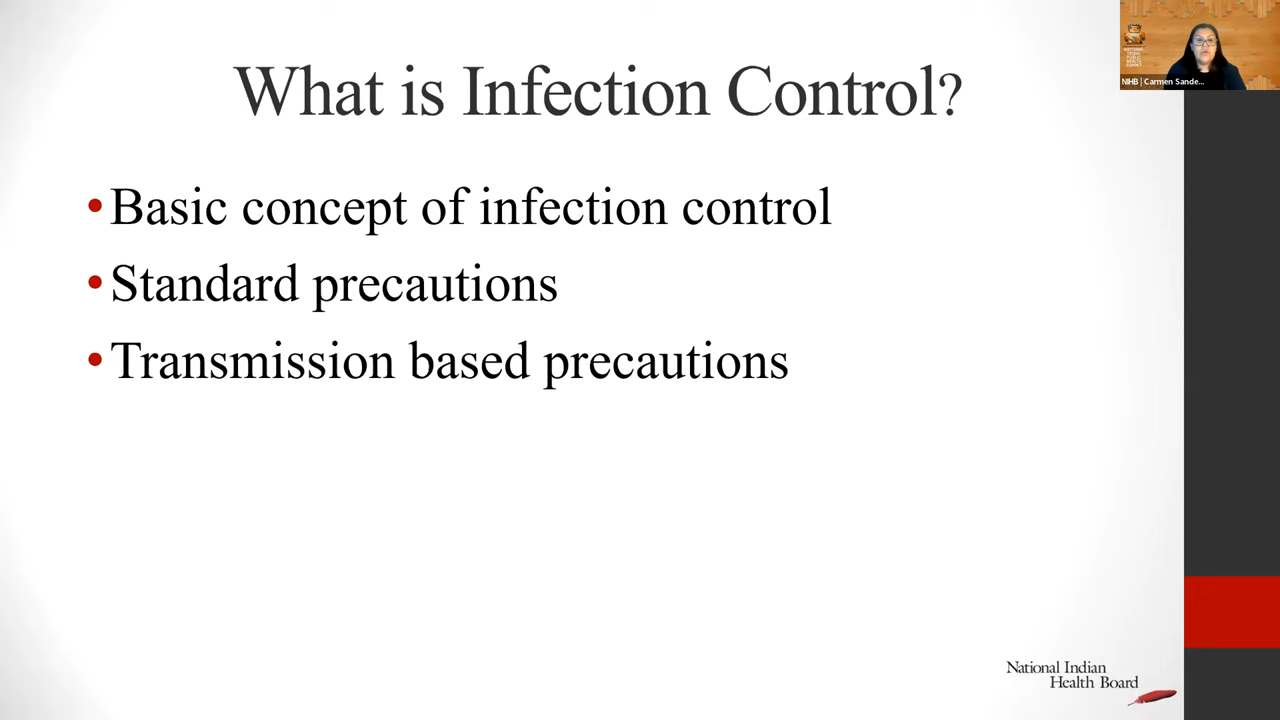 What is Infection Control?
• Basic concept of infection control
• Standard precautions
• Transmission based precautions
NIHB | Carmen Sande...
National Indian
Health Board